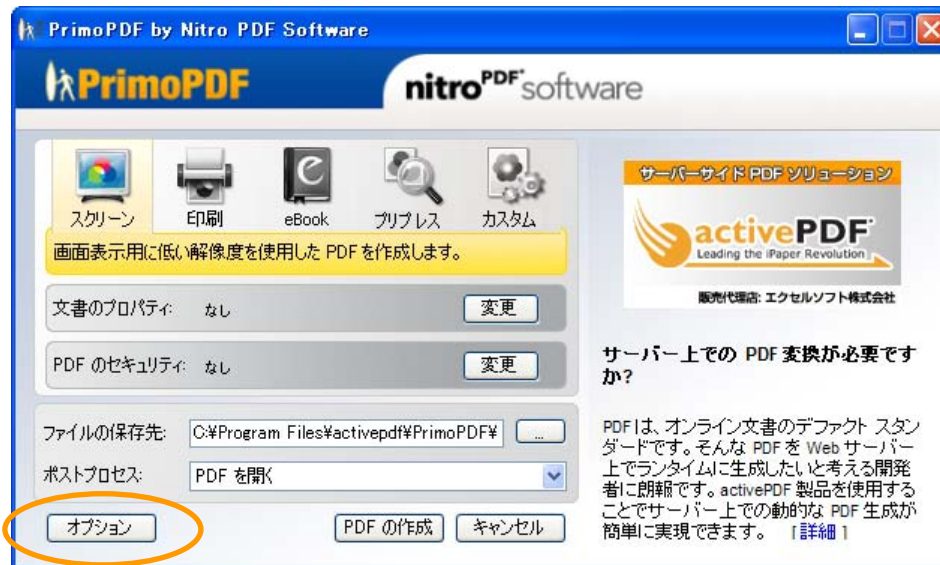 PrimoPDF by Nitro PDF Software
PrimoPDF
nitroPDF software
スクリーン
印刷
eBook
プリプレス
カスタム
画面表示用に低い解像度を使用した PDF を作成します。
文書のプロパティ: なし
変更
PDF のセキュリティ: なし
変更
ファイルの保存先: C:¥Program Files¥activepdf¥PrimoPDF¥ ...
ポストプロセス: PDF を開く
オプション
PDF の作成
キャンセル
サーバーサイド PDF ソリューション
activePDF
Leading the iPaper Revolution
販売代理店: エクセルソフト株式会社
サーバー上での PDF 変換が必要です
か?
PDF は、オンライン文書のデファクト スタン
ダードです。そんな PDF を Web サーバー
上でランタイムに生成したいと考える開発
者に朗報です。activePDF 製品を使用する
ことでサーバー上での動的な PDF 生成が
簡単に実現できます。 [詳細]